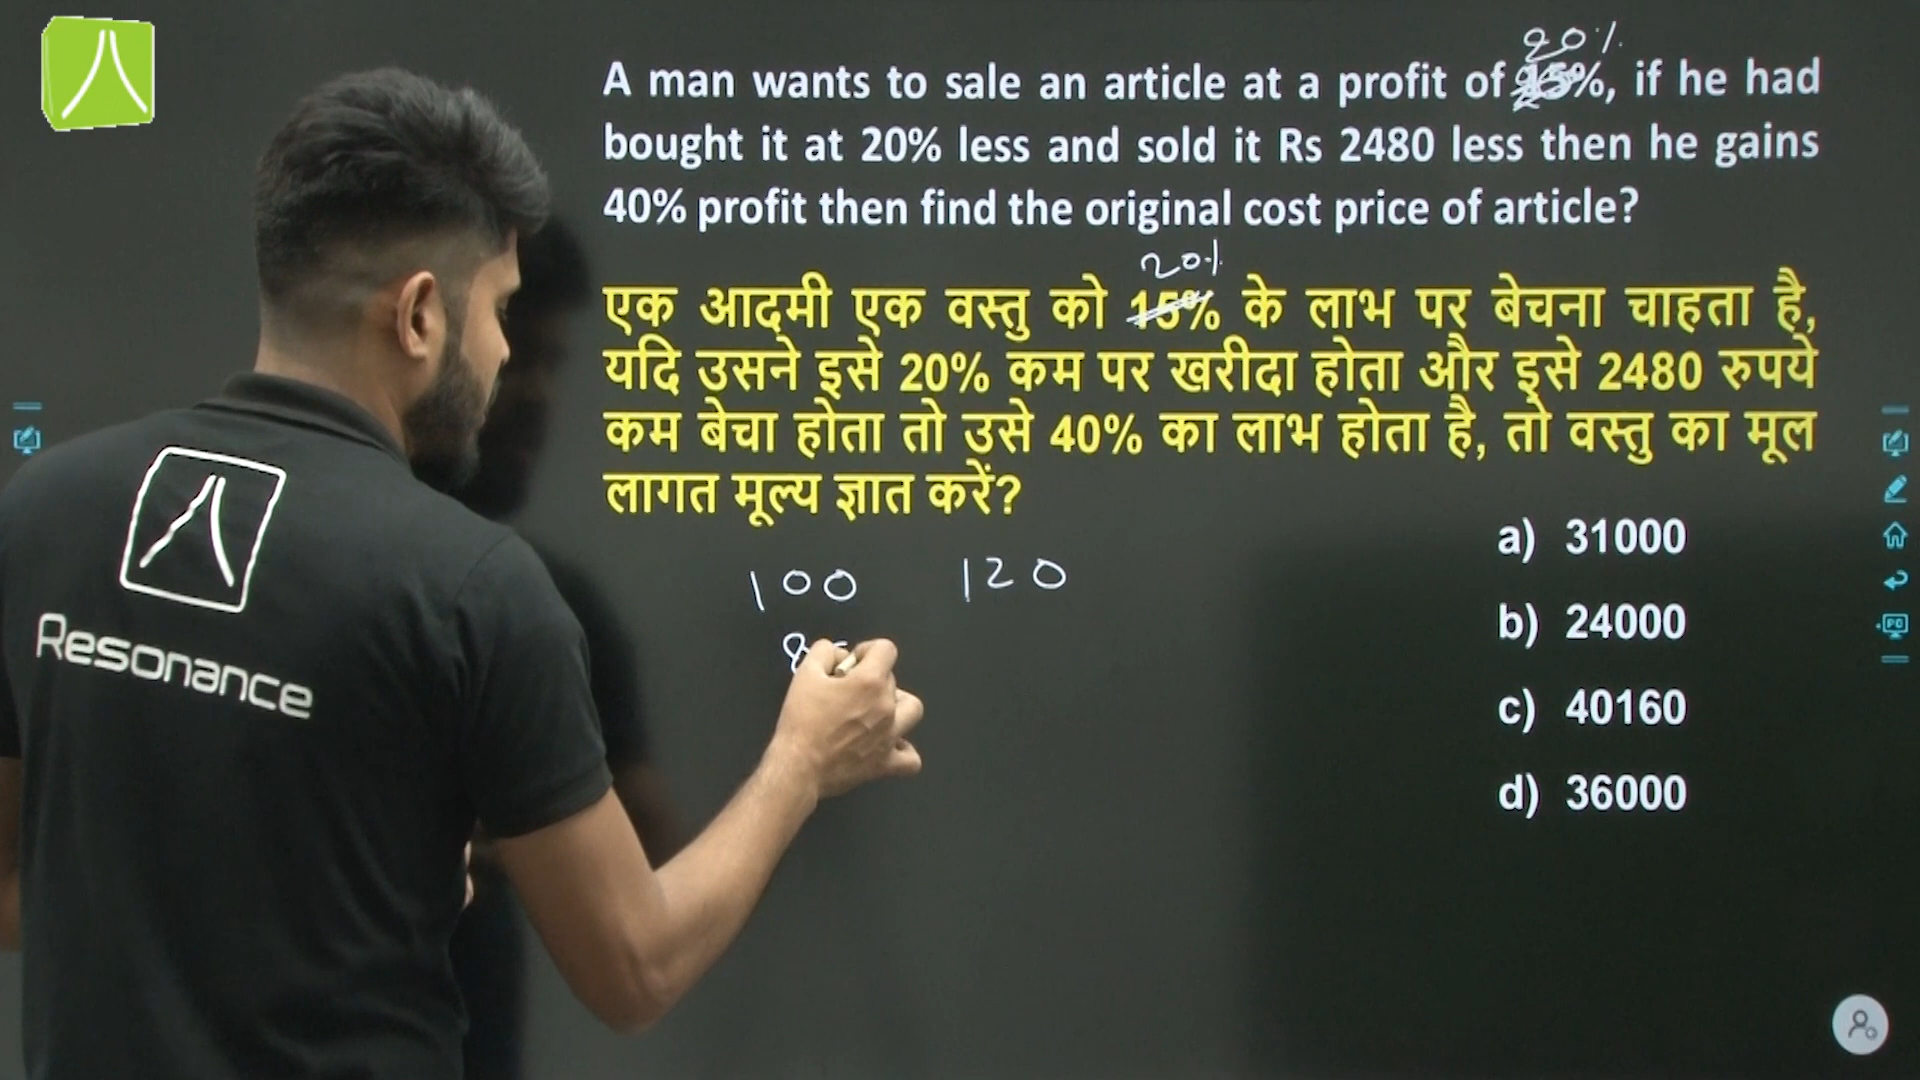 20%
A man wants to sale an article at a profit of 15%, if he had
bought it at 20% less and sold it Rs 2480 less then he gains
40% profit then find the original cost price of article?
20%
एक आदमी एक वस्तु को 15% के लाभ पर बेचना चाहता है,
यदि उसने इसे 20% कम पर खरीदा होता और इसे 2480 रुपये
कम बेचा होता तो उसे 40% का लाभ होता है, तो वस्तु का मूल
लागत मूल्य ज्ञात करें?
100 120
8
a) 31000
b) 24000
c) 40160
d) 36000
Resonance
PC